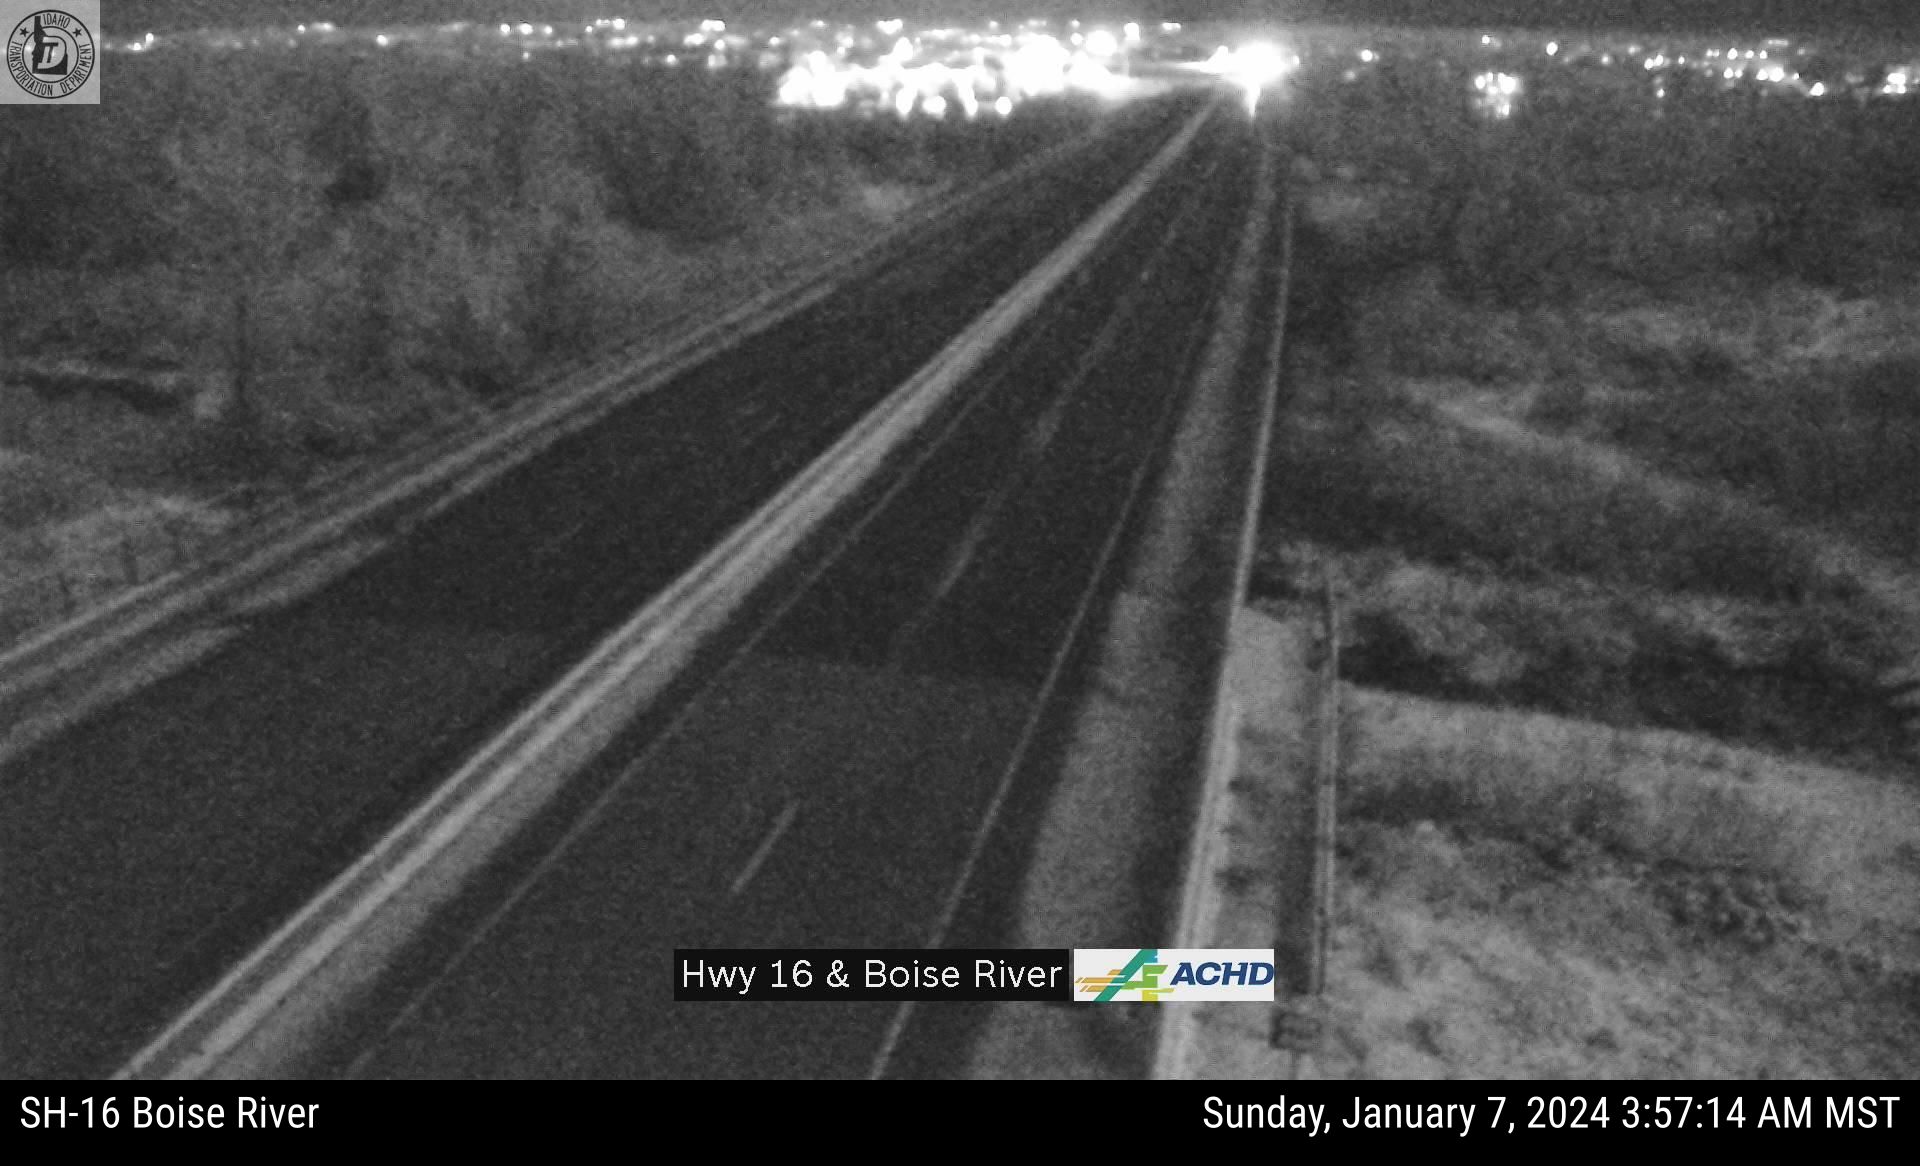 IDAHO
TRANSPORTATION DEPARTMENT
Hwy 16 & Boise River
ACHD
SH-16 Boise River
Sunday, January 7, 2024 3:57:14 AM MST